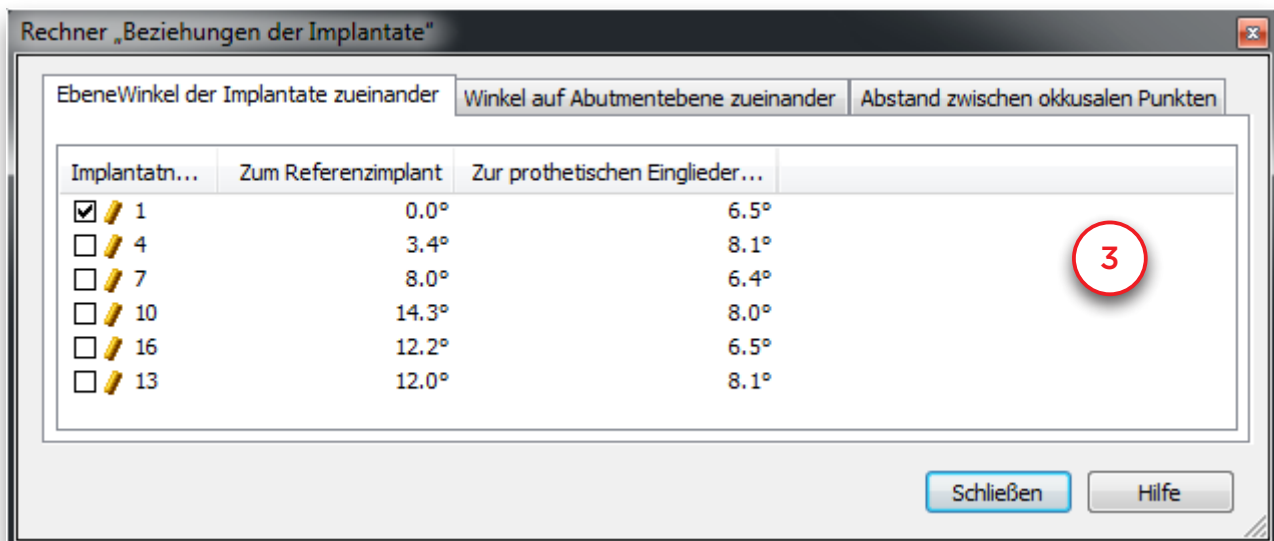 Rechner „Beziehungen der Implantate“
EbeneWinkel der Implantate zueinander Winkel auf Abutmentebene zueinander Abstand zwischen okkusalen Punkten
Implantatn... Zum Referenzimplant Zur prothetischen Einglieder...
1 0.0° 6.5°
4 3.4° 8.1°
7 8.0° 6.4°
10 14.3° 8.0°
16 12.2° 6.5°
13 12.0° 8.1°
3
Schließen Hilfe